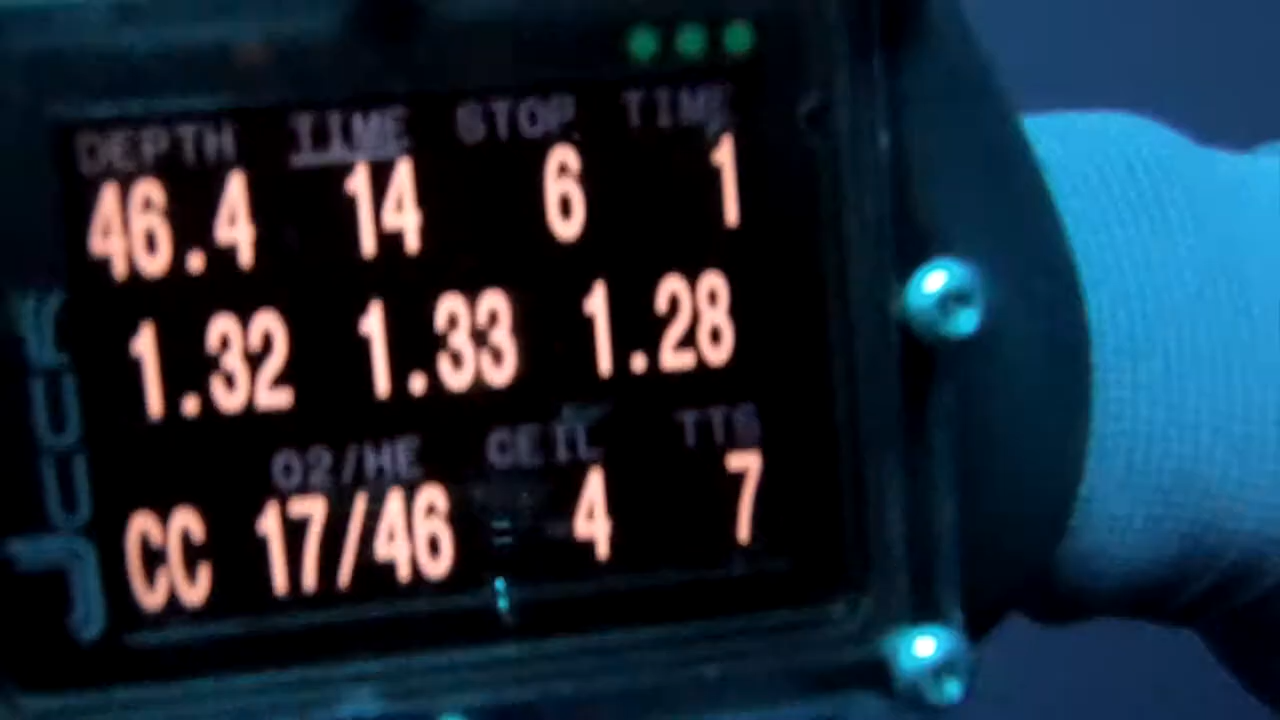 DEPTH TIME STOP TIME
46.4 14 6 1
1.32 1.33 1.28
O2/HE CEIL TTS
CC 17/46 4 7